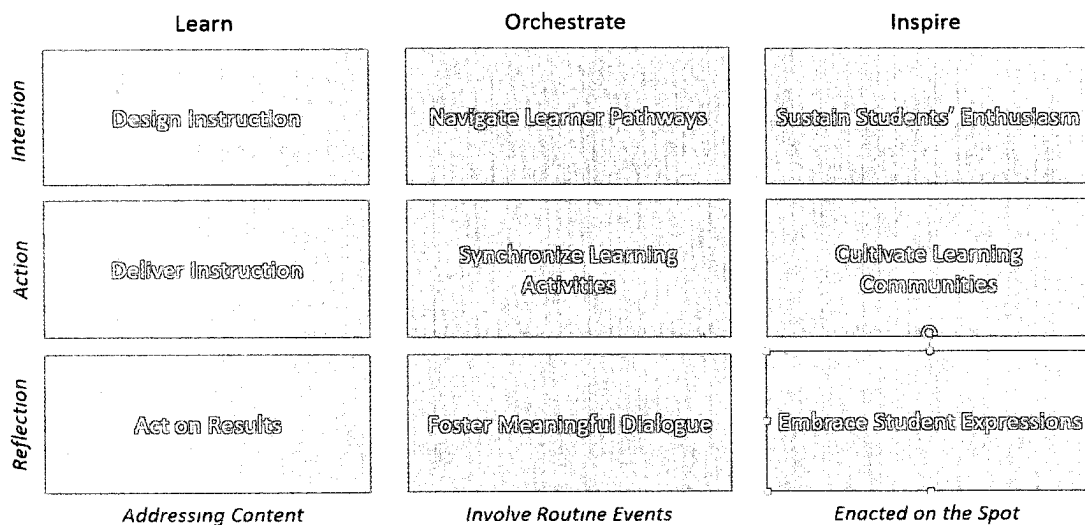 Learn
Orchestrate
Inspire
Intention
Design Instruction
Navigate Learner Pathways
Sustain Students' Enthusiasm
Action
Deliver Instruction
Synchronize Learning
Activities
Cultivate Learning
Communities
Reflection
Act on Results
Foster Meaningful Dialogue
Embrace Student Expressions
Addressing Content
Involve Routine Events
Enacted on the Spot